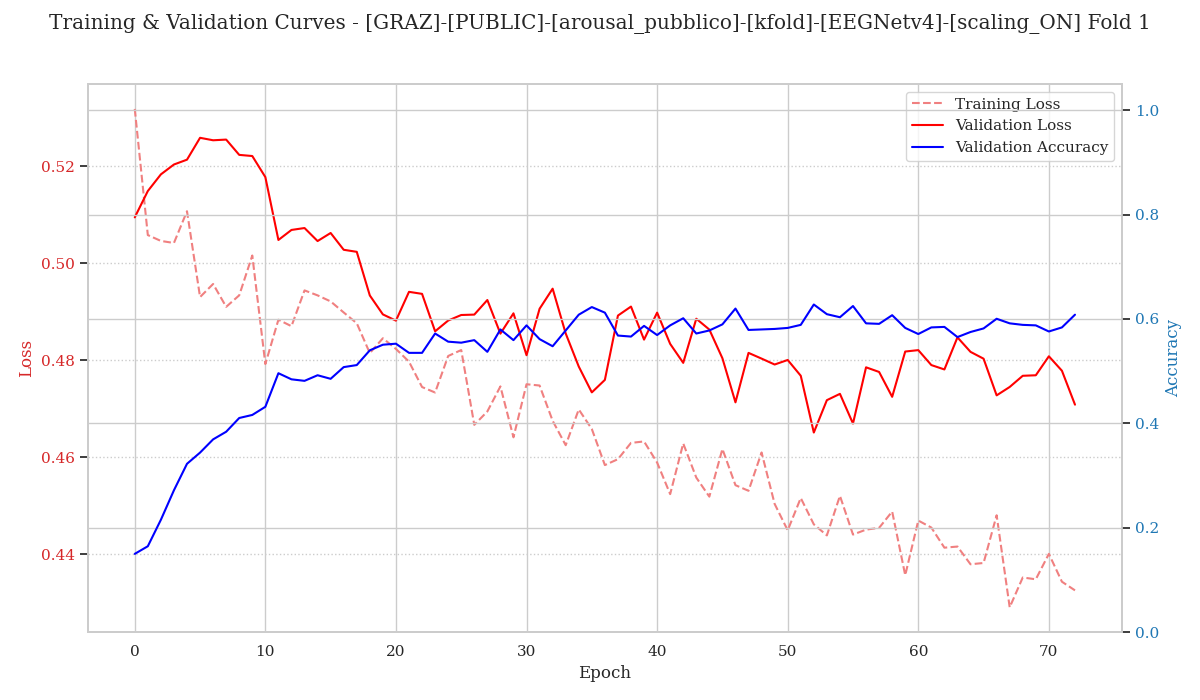 Training & Validation Curves - [GRAZ]-[PUBLIC]-[arousal_pubblico]-[kfold]-[EEGNetv4]-[scaling_ON] Fold 1
Training Loss
Validation Loss
Validation Accuracy
Loss
0.52
0.50
0.48
0.46
0.44
1.0
0.8
0.6
0.4
0.2
0.0
Accuracy
0 10 20 30 40 50 60 70
Epoch